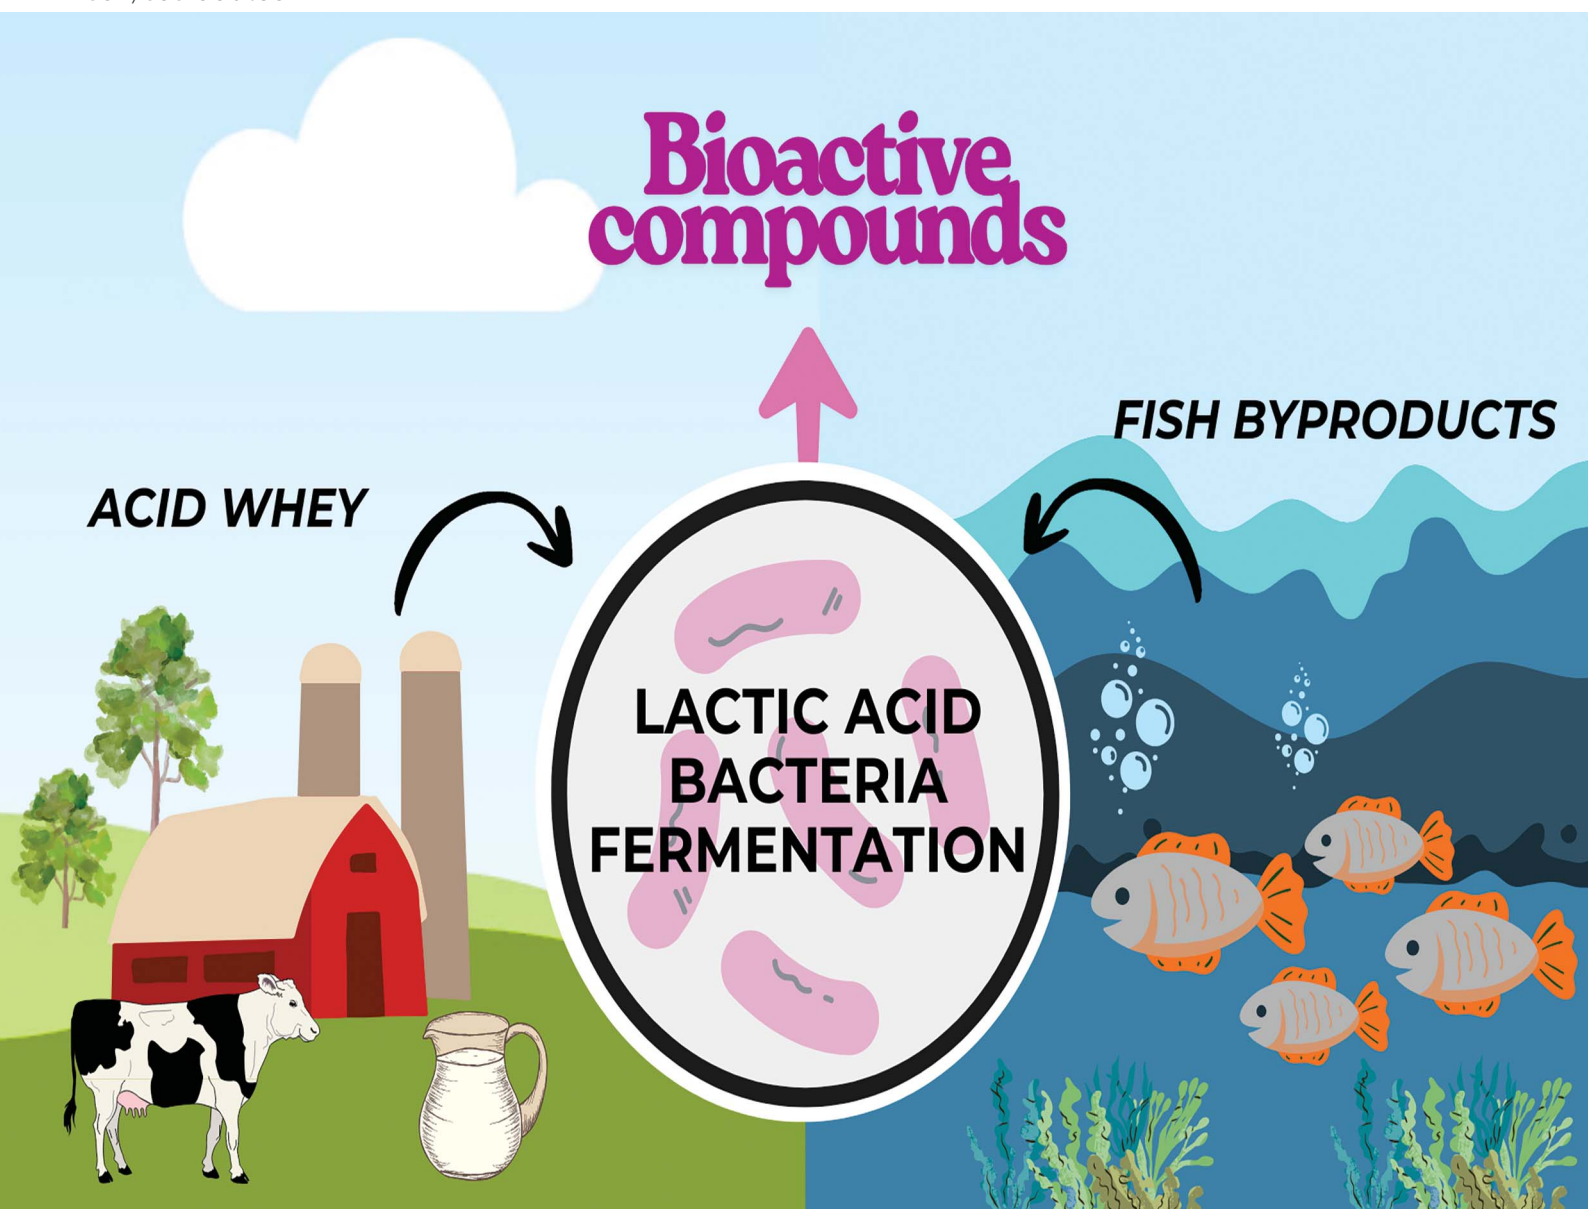 Bioactive
compounds
FISH BYPRODUCTS
ACID WHEY
LACTIC ACID
BACTERIA
FERMENTATION